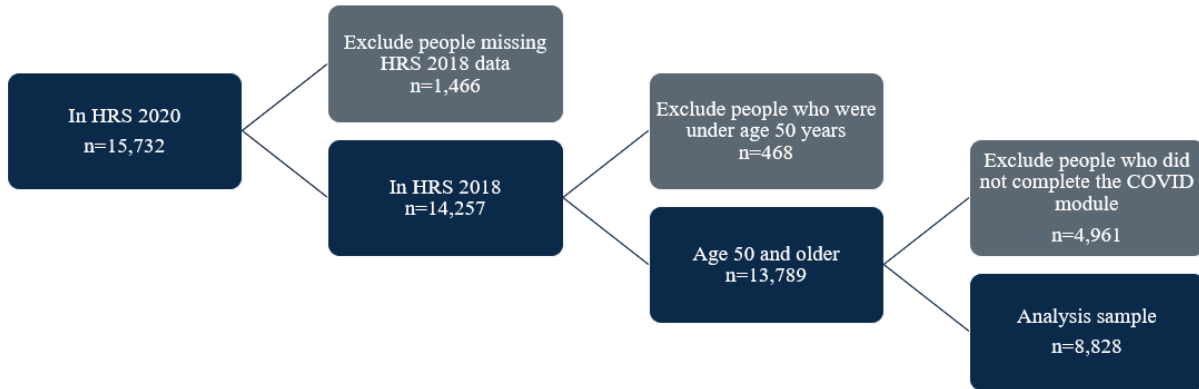 In HRS 2020
n=15,732
Exclude people missing
HRS 2018 data
n=1,466
In HRS 2018
n=14,257
Exclude people who were
under age 50 years
n=468
Age 50 and older
n=13,789
Exclude people who did
not complete the COVID
module
n=4,961
Analysis sample
n=8,828